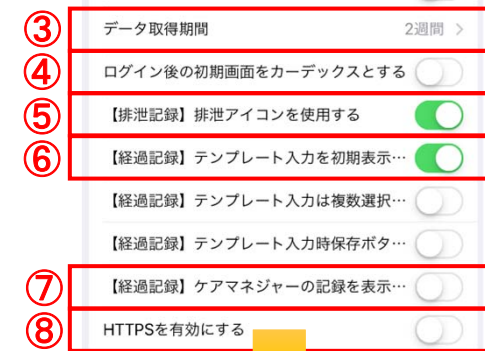 ③ データ取得期間 2週間 >
④ ログイン後の初期画面をカーデックスとする
⑤ 【排泄記録】排泄アイコンを使用する
⑥ 【経過記録】テンプレート入力を初期表示…
【経過記録】テンプレート入力は複数選択…
【経過記録】テンプレート入力時保存ボタ…
⑦ 【経過記録】ケアマネジャーの記録を表示…
⑧ HTTPSを有効にする